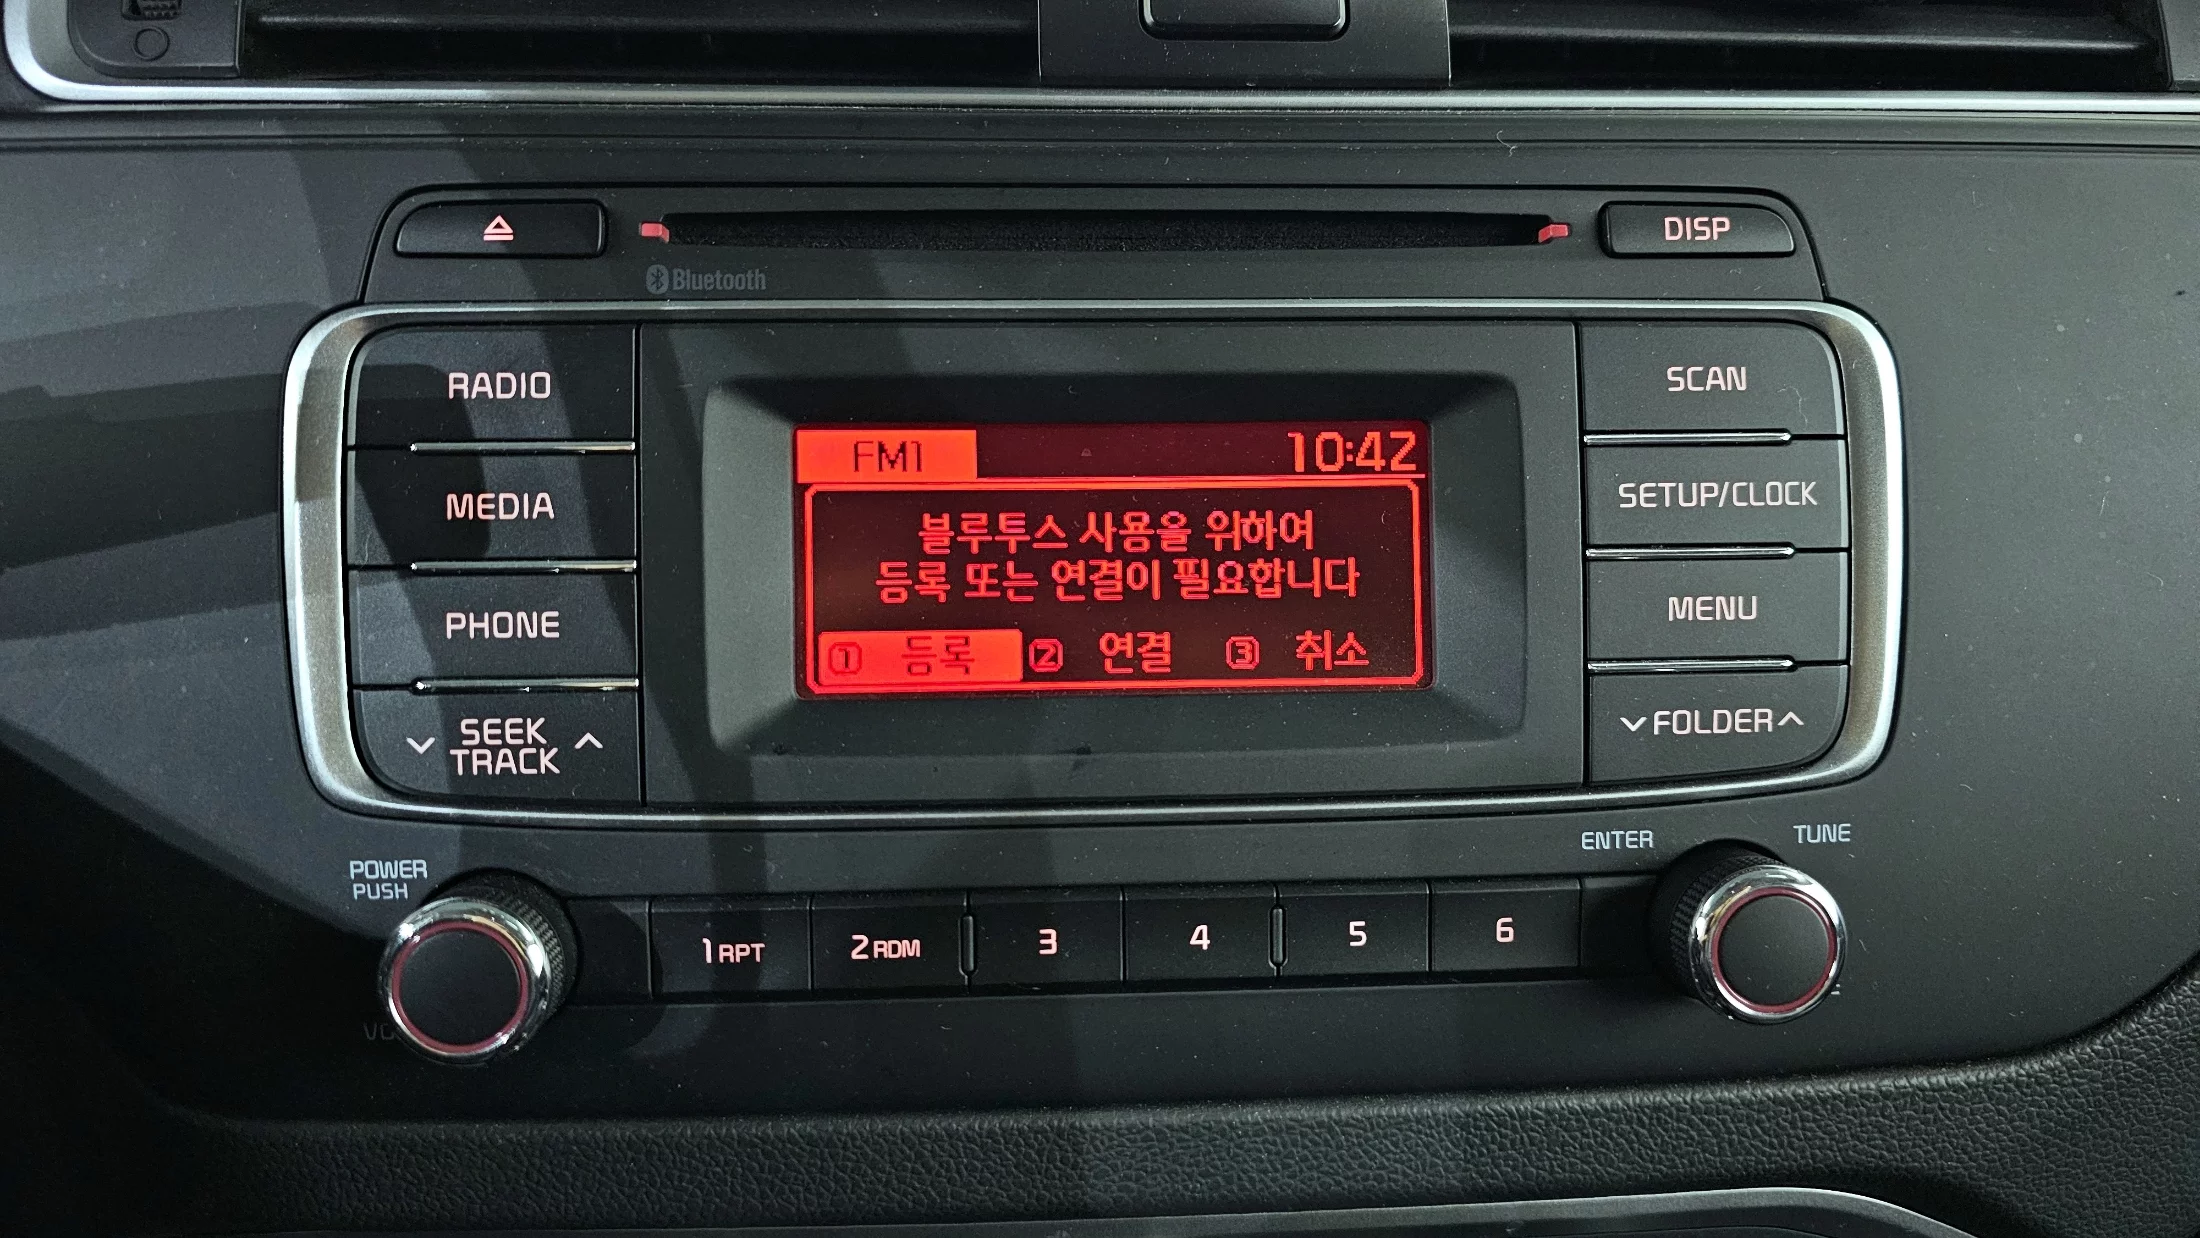 DISP
Bluetooth
RADIO
MEDIA
PHONE
SEEK
TRACK
FM1 10:42
블루투스 사용을 위하여
등록 또는 연결이 필요합니다
1 등록 2 연결 3 취소
SCAN
SETUP/CLOCK
MENU
FOLDER
POWER
PUSH
1 RPT
2 RDM
3
4
5
6
ENTER
TUNE